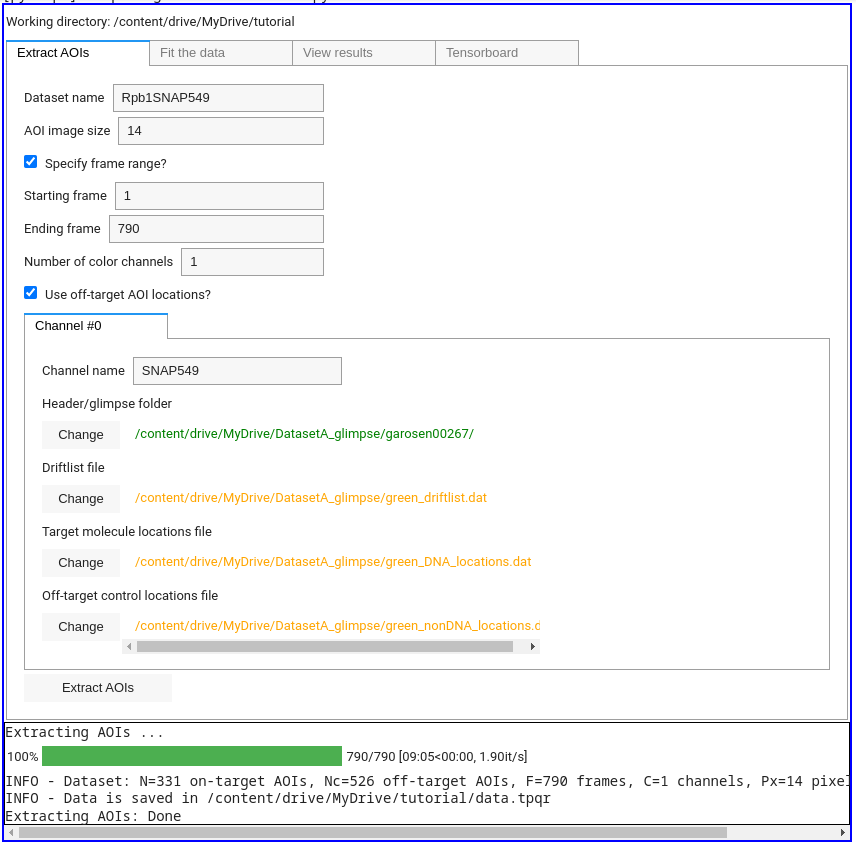 Working directory: /content/drive/MyDrive/tutorial
Extract AOIs Fit the data View results Tensorboard
Dataset name Rpb1SNAP549
AOI image size 14
Specify frame range?
Starting frame 1
Ending frame 790
Number of color channels 1
Use off-target AOI locations?
Channel #0
Channel name SNAP549
Header/glimpse folder
Change /content/drive/MyDrive/DatasetA_glimpse/garosen00267/
Driftlist file
Change /content/drive/MyDrive/DatasetA_glimpse/green_driftlist.dat
Target molecule locations file
Change /content/drive/MyDrive/DatasetA_glimpse/green_DNA_locations.dat
Off-target control locations file
Change /content/drive/MyDrive/DatasetA_glimpse/green_nonDNA_locations.d
Extract AOIs
Extracting AOIs ...
100% 790/790 [09:05<00:00, 1.90it/s]
INFO - Dataset: N=331 on-target AOIs, Nc=526 off-target AOIs, F=790 frames, C=1 channels, Px=14 pixel
INFO - Data is saved in /content/drive/MyDrive/tutorial/data.tpqr
Extracting AOIs: Done